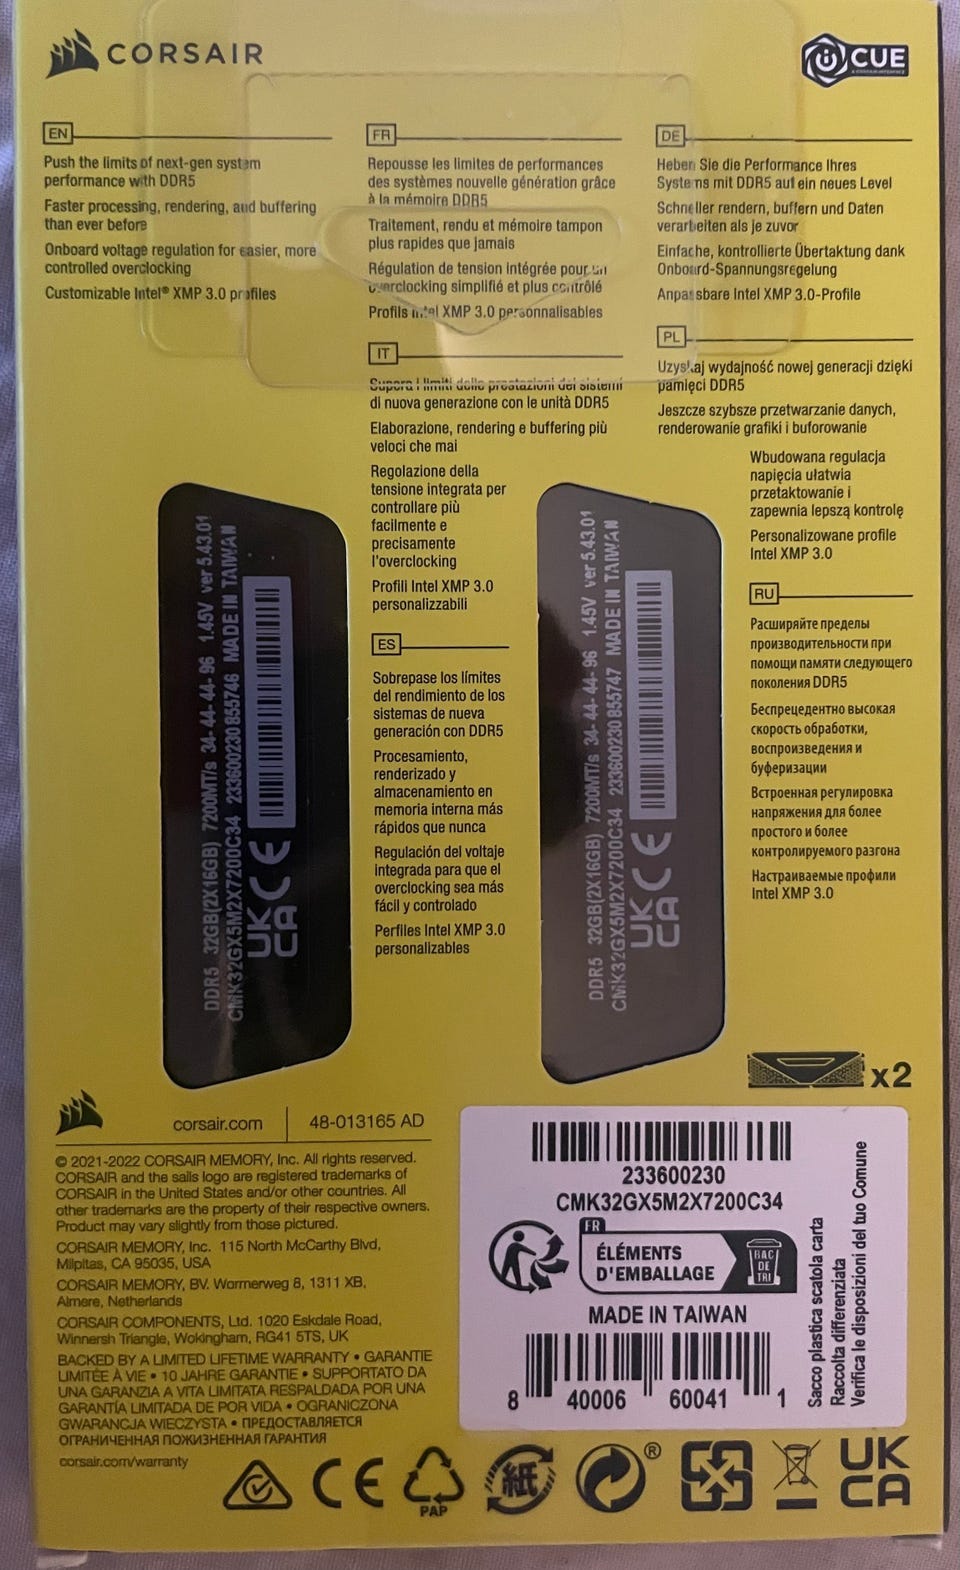 CORSAIR
iCUE
A CORSAIR INTERFACE
EN
Push the limits of next-gen system
performance with DDR5
Faster processing, rendering, and buffering
than ever before
Onboard voltage regulation for easier, more
controlled overclocking
Customizable Intel® XMP 3.0 profiles
FR
Repousse les limites de performances
des systèmes nouvelle génération grâce
à la mémoire DDR5
Traitement, rendu et mémoire tampon
plus rapides que jamais
Régulation de tension intégrée pour un
overclocking simplifié et plus contrôlé
Profils Intel XMP 3.0 personnalisables
IT
Supera i limiti delle prestazioni dei sistemi
di nuova generazione con le unità DDR5
Elaborazione, rendering e buffering più
veloci che mai
Regolazione della
tensione integrata per
controllare più
facilmente e
precisamente
l'overclocking
Profili Intel XMP 3.0
personalizzabili
ES
Sobrepase los límites
del rendimiento de los
sistemas de nueva
generación con DDR5
Procesamiento,
renderizado y
almacenamiento en
memoria interna más
rápidos que nunca
Regulación del voltaje
integrada para que el
overclocking sea más
fácil y controlado
Perfiles Intel XMP 3.0
personalizables
DE
Heben Sie die Performance Ihres
Systems mit DDR5 auf ein neues Level
Schneller rendern, buffern und Daten
verarbeiten als je zuvor
Einfache, kontrollierte Übertaktung dank
Onboard-Spannungsregelung
Anpassbare Intel XMP 3.0-Profile
PL
Uzyskaj wydajność nowej generacji dzięki
pamięci DDR5
Jeszcze szybsze przetwarzanie danych,
renderowanie grafiki i buforowanie
Wbudowana regulacja
napięcia ułatwia
przetaktowanie i
zapewnia lepszą kontrolę
Personalizowane profile
Intel XMP 3.0
RU
Расширяйте пределы
производительности при
помощи памяти следующего
поколения DDR5
Беспрецедентно высокая
скорость обработки,
воспроизведения и
буферизации
Встроенная регулировка
напряжения для более
простого и более
контролируемого разгона
Настраиваемые профили
Intel XMP 3.0
DDR5 32GB(2X16GB) 7200MT/s 34-44-44-96 1.45V ver 5.43.01
CMK32GX5M2X7200C34 233600230855746 MADE IN TAIWAN
UK
CA CE
DDR5 32GB(2X16GB) 7200MT/s 34-44-44-96 1.45V ver 5.43.01
CMK32GX5M2X7200C34 233600230855747 MADE IN TAIWAN
UK
CA CE
x2
corsair.com
48-013165 AD
© 2021-2022 CORSAIR MEMORY, Inc. All rights reserved.
CORSAIR and the sails logo are registered trademarks of
CORSAIR in the United States and/or other countries. All
other trademarks are the property of their respective owners.
Product may vary slightly from those pictured.
CORSAIR MEMORY, Inc. 115 North McCarthy Blvd,
Milpitas, CA 95035, USA
CORSAIR MEMORY, BV. Wormerweg 8, 1311 XB,
Almere, Netherlands
CORSAIR COMPONENTS, Ltd. 1020 Eskdale Road,
Winnersh Triangle, Wokingham, RG41 5TS, UK
BACKED BY A LIMITED LIFETIME WARRANTY • GARANTIE
LIMITÉE À VIE • 10 JAHRE GARANTIE • SUPPORTATO DA
UNA GARANZIA A VITA LIMITATA RESPALDADA POR UNA
GARANTÍA LIMITADA DE POR VIDA • OGRANICZONA
GWARANCJA WIECZYSTA • ПРЕДОСТАВЛЯЕТСЯ
ОГРАНИЧЕННАЯ ПОЖИЗНЕННАЯ ГАРАНТИЯ
corsair.com/warranty
233600230
CMK32GX5M2X7200C34
FR
ÉLÉMENTS
D'EMBALLAGE
BAC
DE
TRI
MADE IN TAIWAN
8 40006 60041 1
Sacco plastica scatola carta
Raccolta differenziata
Verifica le disposizioni del tuo Comune
CE
PAP
紙
®
UK
CA